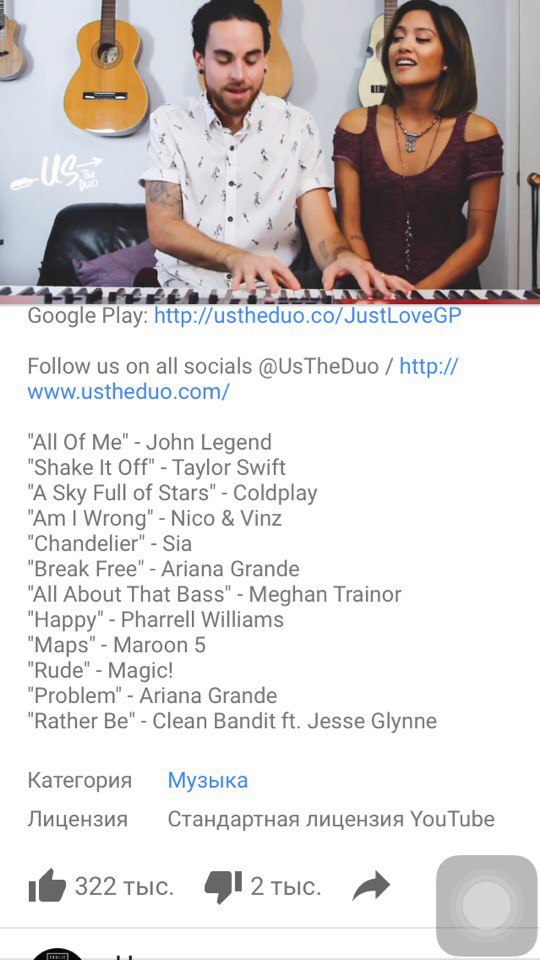 US
The
Duo
Google Play: http://ustheduo.co/JustLoveGP
Follow us on all socials @UsTheDuo / http://
www.ustheduo.com/
"All Of Me" - John Legend
"Shake It Off" - Taylor Swift
"A Sky Full of Stars" - Coldplay
"Am I Wrong" - Nico & Vinz
"Chandelier" - Sia
"Break Free" - Ariana Grande
"All About That Bass" - Meghan Trainor
"Happy" - Pharrell Williams
"Maps" - Maroon 5
"Rude" - Magic!
"Problem" - Ariana Grande
"Rather Be" - Clean Bandit ft. Jesse Glynne
Категория Музыка
Лицензия Стандартная лицензия YouTube
322 тыс. 2 тыс.